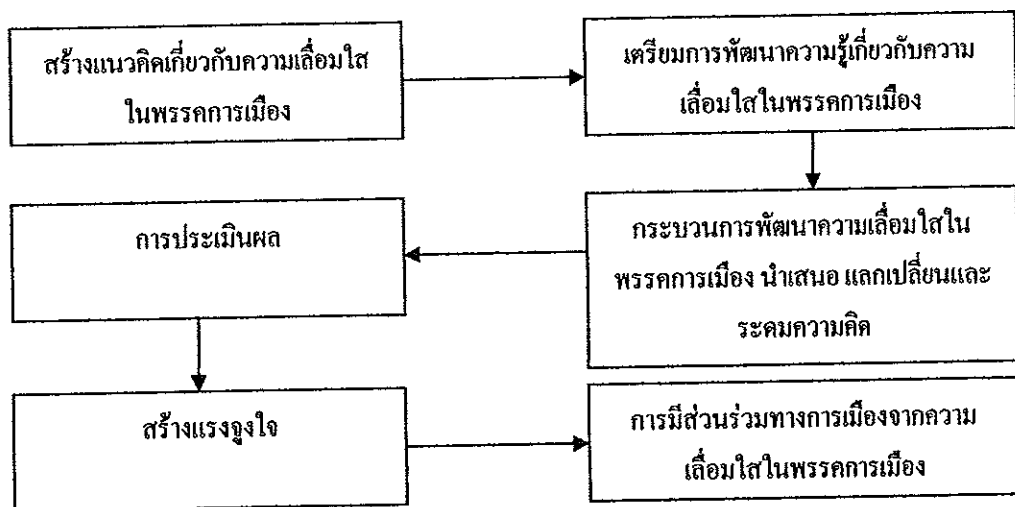 สร้างแนวคิดเกี่ยวกับความเลื่อมใส
ในพรรคการเมือง
เตรียมการพัฒนาความรู้เกี่ยวกับความ
เลื่อมใสในพรรคการเมือง
กระบวนการพัฒนาความเลื่อมใสใน
พรรคการเมือง นำเสนอ แลกเปลี่ยนและ
ระดมความคิด
การประเมินผล
สร้างแรงจูงใจ
การมีส่วนร่วมทางการเมืองจากความ
เลื่อมใสในพรรคการเมือง